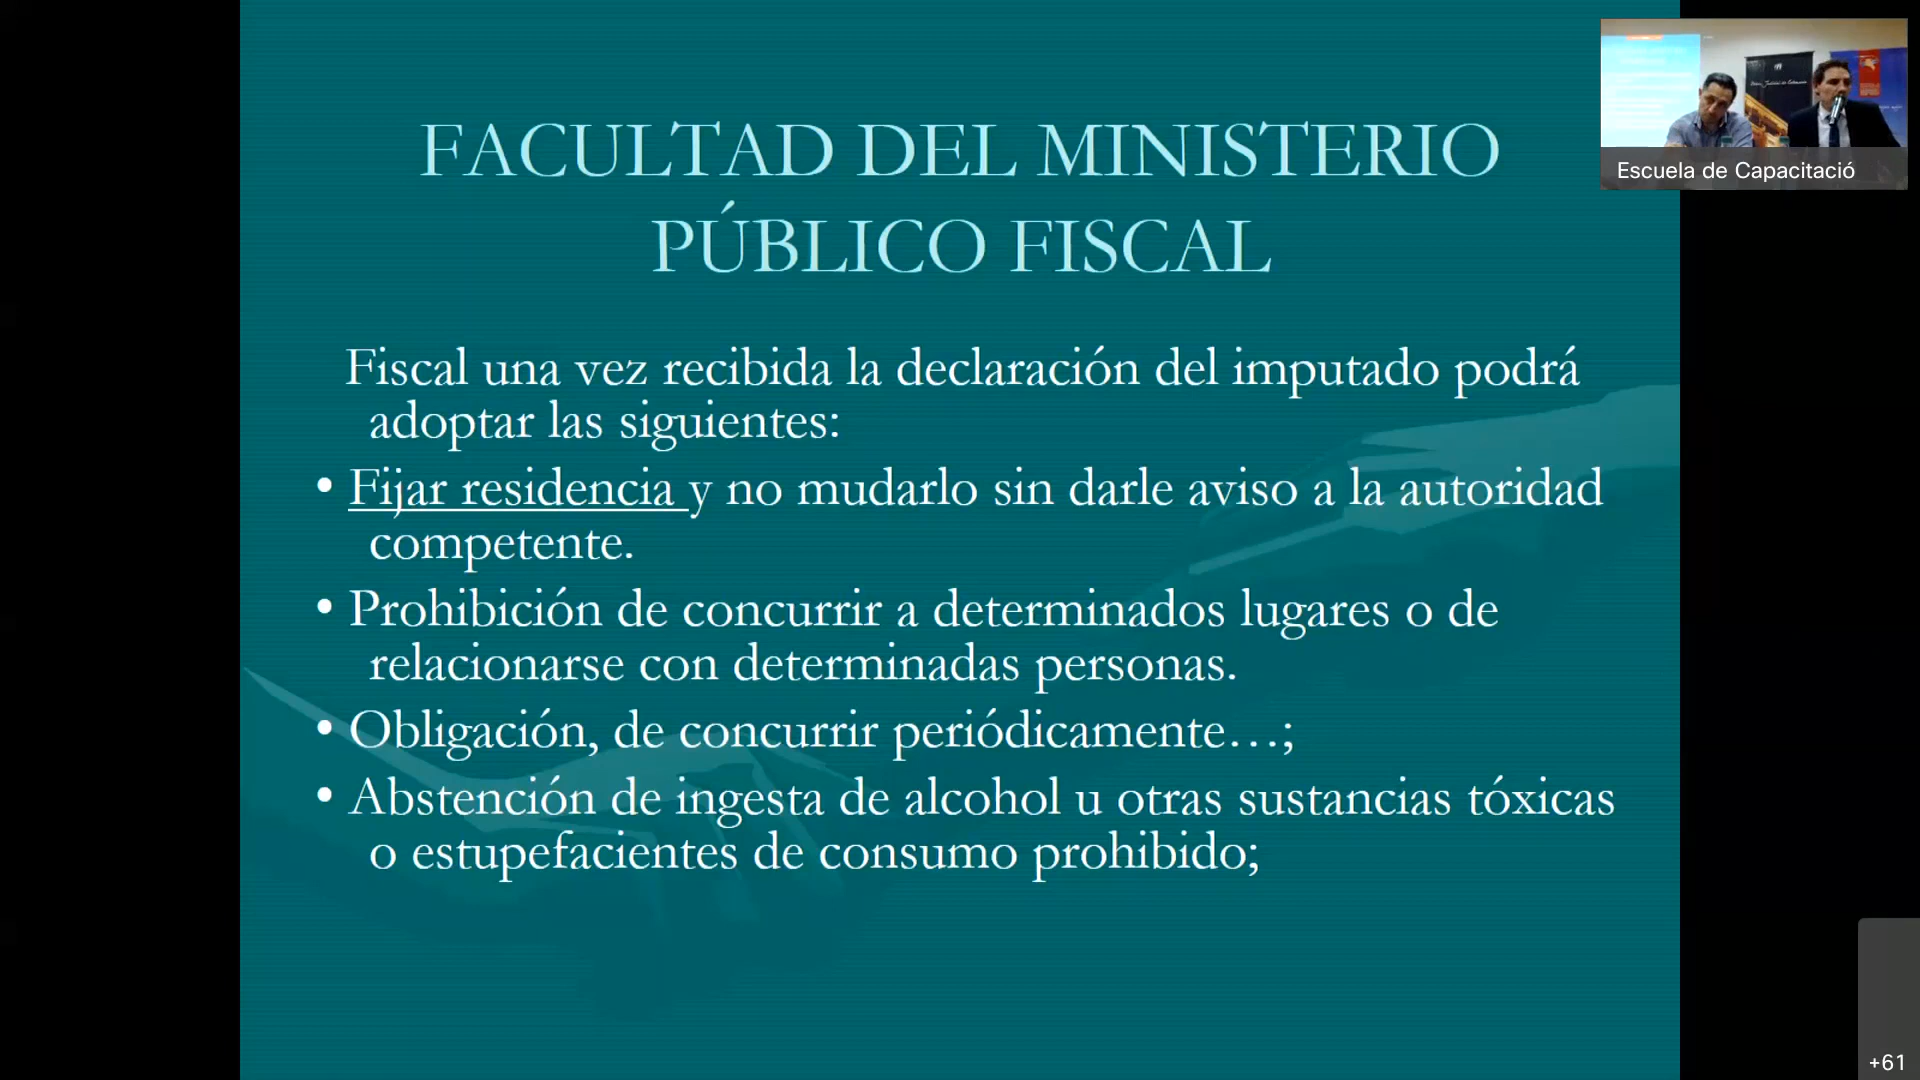 FACULTAD DEL MINISTERIO
PÚBLICO FISCAL
Fiscal una vez recibida la declaración del imputado podrá
adoptar las siguientes:
• Fijar residencia y no mudarlo sin darle aviso a la autoridad
competente.
• Prohibición de concurrir a determinados lugares o de
relacionarse con determinadas personas.
• Obligación, de concurrir periódicamente…;
• Abstención de ingesta de alcohol u otras sustancias tóxicas
o estupefacientes de consumo prohibido;
Escuela de Capacitació
+61